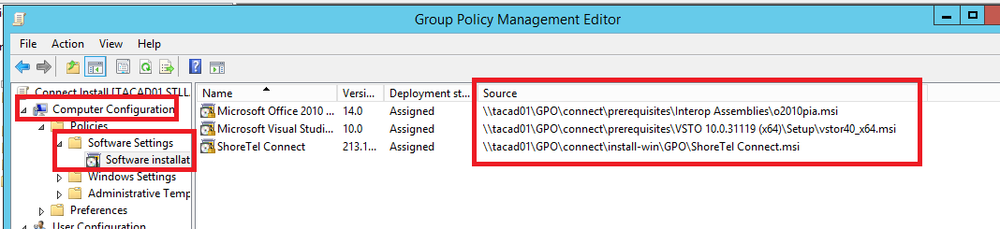 Group Policy Management Editor
File Action View Help
Connect Install [TACAD01.STLL
Computer Configuration
Policies
Software Settings
Software installat
Windows Settings
Administrative Temp
Preferences
User Configuration
Name Versi... Deployment st... Source
Microsoft Office 2010 ... 14.0 Assigned \\tacad01\GPO\connect\prerequisites\Interop Assemblies\o2010pia.msi
Microsoft Visual Studi... 10.0 Assigned \\tacad01\GPO\connect\prerequisites\VSTO 10.0.31119 (x64)\Setup\vstor40_x64.msi
ShoreTel Connect 213.1... Assigned \\tacad01\GPO\connect\install-win\GPO\ShoreTel Connect.msi